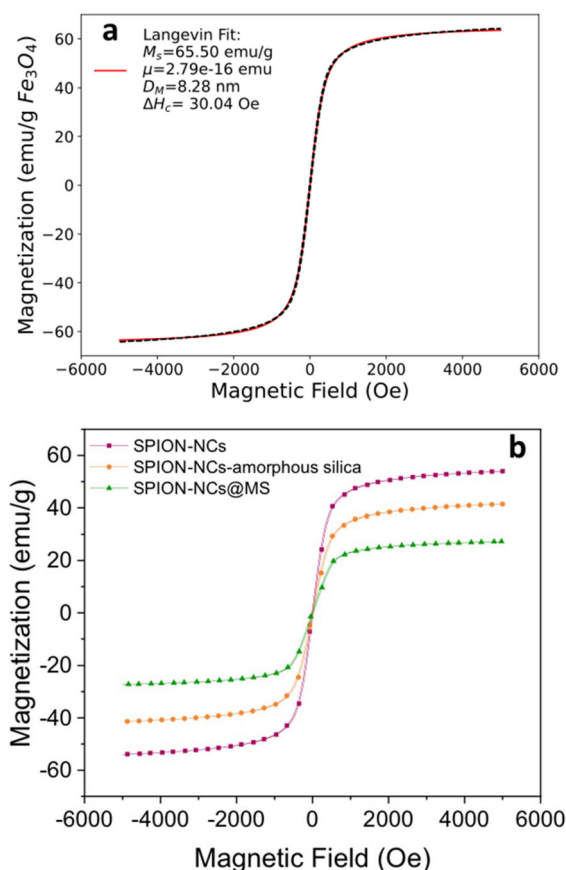 a
Langevin Fit:
Mₛ=65.50 emu/g
μ=2.79e-16 emu
D_M=8.28 nm
ΔH_c= 30.04 Oe
Magnetization (emu/g Fe₃O₄)
60
40
20
0
−20
−40
−60
−6000 −4000 −2000 0 2000 4000 6000
Magnetic Field (Oe)
b
SPION-NCs
SPION-NCs-amorphous silica
SPION-NCs@MS
Magnetization (emu/g)
60
40
20
0
-20
-40
-60
-6000 -4000 -2000 0 2000 4000 6000
Magnetic Field (Oe)